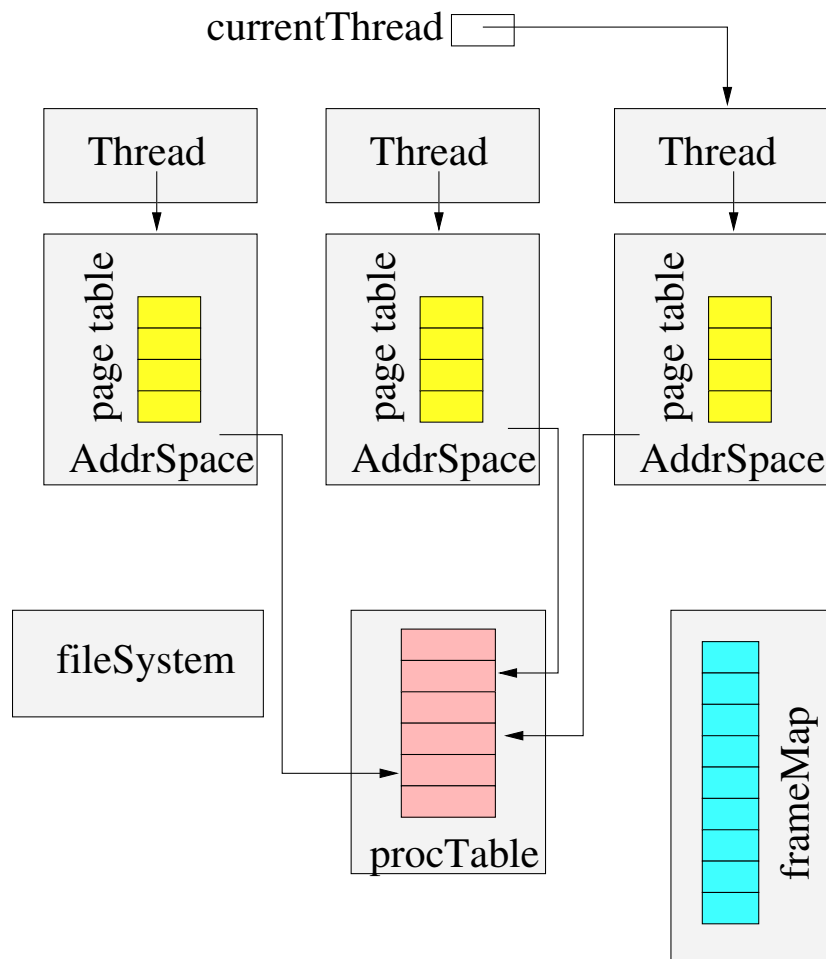 currentThread
Thread
Thread
Thread
page table
page table
page table
AddrSpace
AddrSpace
AddrSpace
fileSystem
procTable
frameMap